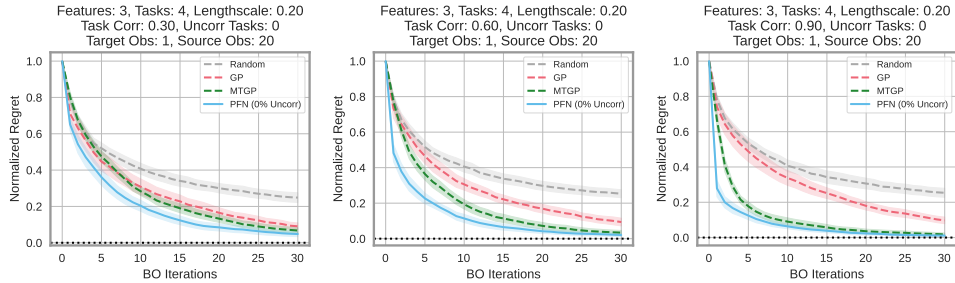 Features: 3, Tasks: 4, Lengthscale: 0.20
Task Corr: 0.30, Uncorr Tasks: 0
Target Obs: 1, Source Obs: 20
Normalized Regret
1.0
0.8
0.6
0.4
0.2
0.0
Random
GP
MTGP
PFN (0% Uncorr)
0
5
10
15
20
25
30
BO Iterations
Features: 3, Tasks: 4, Lengthscale: 0.20
Task Corr: 0.60, Uncorr Tasks: 0
Target Obs: 1, Source Obs: 20
Normalized Regret
1.0
0.8
0.6
0.4
0.2
0.0
Random
GP
MTGP
PFN (0% Uncorr)
0
5
10
15
20
25
30
BO Iterations
Features: 3, Tasks: 4, Lengthscale: 0.20
Task Corr: 0.90, Uncorr Tasks: 0
Target Obs: 1, Source Obs: 20
Normalized Regret
1.0
0.8
0.6
0.4
0.2
0.0
Random
GP
MTGP
PFN (0% Uncorr)
0
5
10
15
20
25
30
BO Iterations